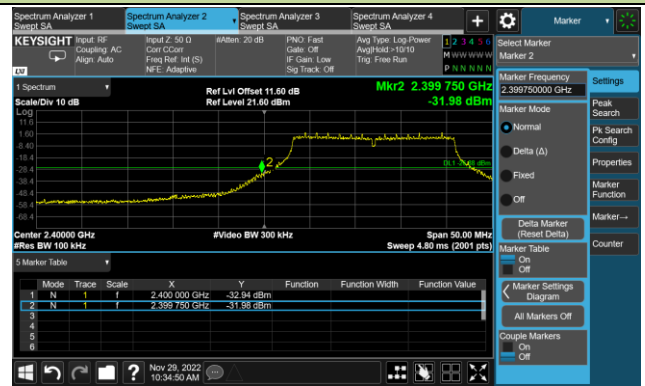 Spectrum Analyzer 1
Swept SA
Spectrum Analyzer 2
Swept SA
Spectrum Analyzer 3
Swept SA
Spectrum Analyzer 4
Swept SA
+
Marker
KEYSIGHT
Input: RF
Coupling: AC
Align: Auto
Input Z: 50 Ω
Corr CCorr
Freq Ref: Int (S)
NFE: Adaptive
#Atten: 20 dB
PNO: Fast
Gate: Off
IF Gain: Low
Sig Track: Off
Avg Type: Log-Power
Avg|Hold:>10/10
Trig: Free Run
1 2 3 4 5 6
M W W W W W
P N N N N N
LXI
Select Marker
Marker 2
1 Spectrum
Scale/Div 10 dB
Ref Lvl Offset 11.60 dB
Ref Level 21.60 dBm
Mkr2 2.399 750 GHz
-31.98 dBm
Log
11.6
1.60
-8.40
-18.4
-28.4
-38.4
-48.4
-58.4
-68.4
2
Center 2.40000 GHz
#Res BW 100 kHz
#Video BW 300 kHz
Span 50.00 MHz
Sweep 4.80 ms (2001 pts)
5 Marker Table
Mode Trace Scale X Y Function Function Width Function Value
1 N 1 f 2.400 000 GHz -32.94 dBm
2 N 1 f 2.399 750 GHz -31.98 dBm
3
4
5
6
Marker Frequency
2.399750000 GHz
Marker Mode
Normal
Delta (Δ)
Fixed
Off
Delta Marker
(Reset Delta)
Marker Table
On
Off
Marker Settings
Diagram
All Markers Off
Couple Markers
On
Off
Settings
Peak
Search
Pk Search
Config
Properties
Marker
Function
Marker→
Counter
?
Nov 29, 2022
10:34:50 AM